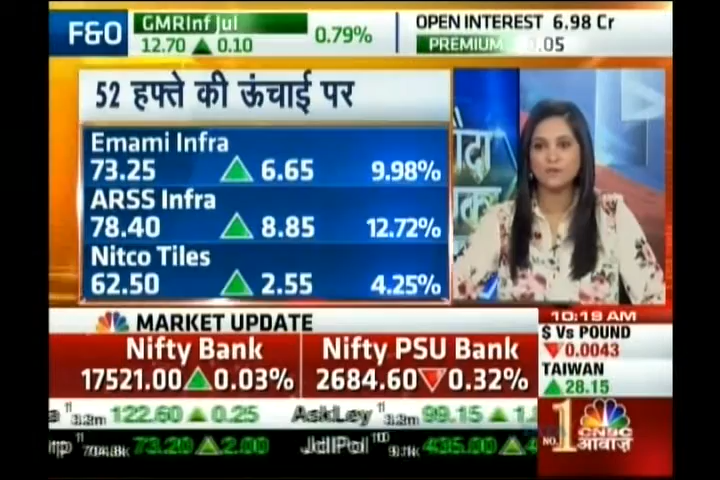 F&O
GMRInf Jul
12.70 ▲ 0.10
0.79%
OPEN INTEREST 6.98 Cr
PREMIUM .05
52 हफ्ते की ऊंचाई पर
Emami Infra
73.25 ▲ 6.65 9.98%
ARSS Infra
78.40 ▲ 8.85 12.72%
Nitco Tiles
62.50 ▲ 2.55 4.25%
MARKET UPDATE
10:19 AM
Nifty Bank
17521.00 ▲ 0.03%
Nifty PSU Bank
2684.60 ▼ 0.32%
$ Vs POUND
▼ 0.0043
TAIWAN
▲ 28.15
122.60 ▲ 0.25 AskLey 99.15 ▲
73.20 ▲ 2.00 JdlPol 435.00 ▲
NO. 1 CNBC
आवाज़